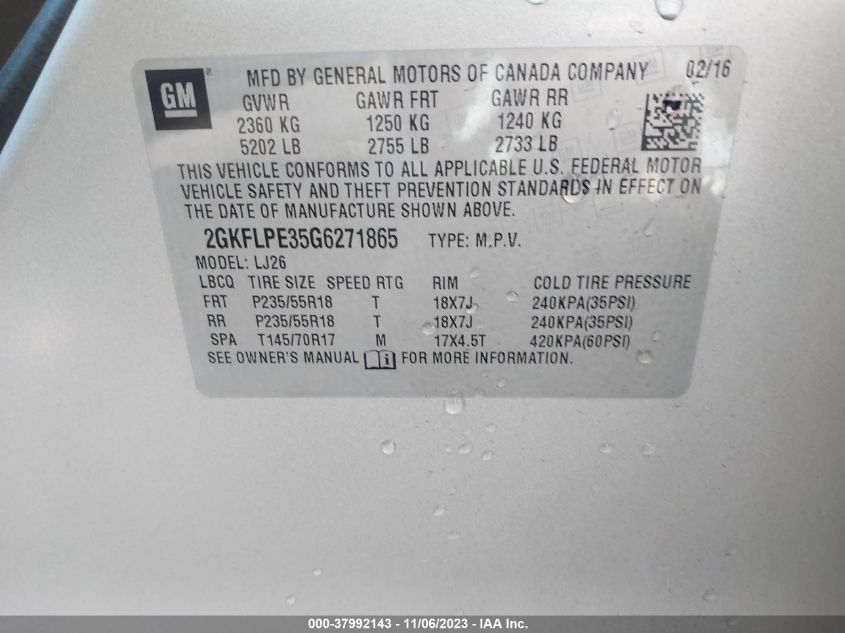 GM ® MFD BY GENERAL MOTORS OF CANADA COMPANY 02/16
GVWR GAWR FRT GAWR RR
2360 KG 1250 KG 1240 KG
5202 LB 2755 LB 2733 LB
THIS VEHICLE CONFORMS TO ALL APPLICABLE U.S. FEDERAL MOTOR
VEHICLE SAFETY AND THEFT PREVENTION STANDARDS IN EFFECT ON
THE DATE OF MANUFACTURE SHOWN ABOVE.
2GKFLPE35G6271865 TYPE: M.P.V.
MODEL: LJ26
LBCQ TIRE SIZE SPEED RTG RIM COLD TIRE PRESSURE
FRT P235/55R18 T 18X7J 240KPA(35PSI)
RR P235/55R18 T 18X7J 240KPA(35PSI)
SPA T145/70R17 M 17X4.5T 420KPA(60PSI)
SEE OWNER'S MANUAL FOR MORE INFORMATION.
000-37992143 - 11/06/2023 - IAA Inc.